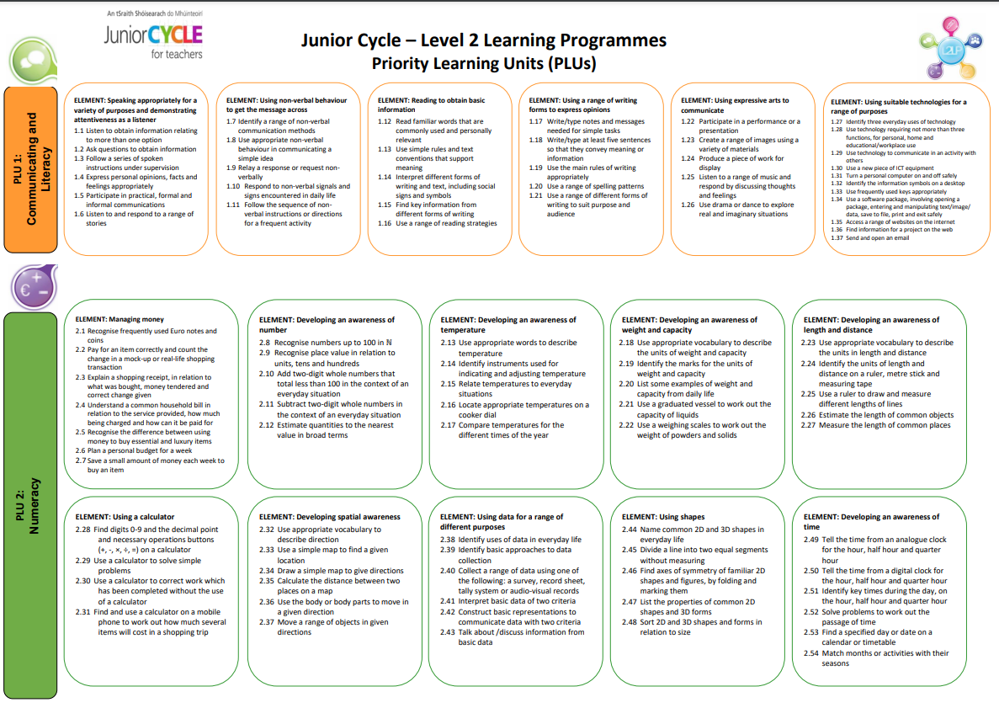 An tSraith Shóisearach do Mhúinteoirí
JuniorCYCLE
for teachers
Junior Cycle – Level 2 Learning Programmes
Priority Learning Units (PLUs)
L2LP
PLU 1:
Communicating and
Literacy
ELEMENT: Speaking appropriately for a
variety of purposes and demonstrating
attentiveness as a listener
1.1 Listen to obtain information relating
to more than one option
1.2 Ask questions to obtain information
1.3 Follow a series of spoken
instructions under supervision
1.4 Express personal opinions, facts and
feelings appropriately
1.5 Participate in practical, formal and
informal communications
1.6 Listen to and respond to a range of
stories
ELEMENT: Using non-verbal behaviour
to get the message across
1.7 Identify a range of non-verbal
communication methods
1.8 Use appropriate non-verbal
behaviour in communicating a
simple idea
1.9 Relay a response or request non-
verbally
1.10 Respond to non-verbal signals and
signs encountered in daily life
1.11 Follow the sequence of non-
verbal instructions or directions
for a frequent activity
ELEMENT: Reading to obtain basic
information
1.12 Read familiar words that are
commonly used and personally
relevant
1.13 Use simple rules and text
conventions that support
meaning
1.14 Interpret different forms of
writing and text, including social
signs and symbols
1.15 Find key information from
different forms of writing
1.16 Use a range of reading strategies
ELEMENT: Using a range of writing
forms to express opinions
1.17 Write/type notes and messages
needed for simple tasks
1.18 Write/type at least five sentences
so that they convey meaning or
information
1.19 Use the main rules of writing
appropriately
1.20 Use a range of spelling patterns
1.21 Use a range of different forms of
writing to suit purpose and
audience
ELEMENT: Using expressive arts to
communicate
1.22 Participate in a performance or a
presentation
1.23 Create a range of images using a
variety of materials
1.24 Produce a piece of work for
display
1.25 Listen to a range of music and
respond by discussing thoughts
and feelings
1.26 Use drama or dance to explore
real and imaginary situations
ELEMENT: Using suitable technologies for a
range of purposes
1.27 Identify three everyday uses of technology
1.28 Use technology requiring not more than three
functions, for personal, home and
educational/workplace use
1.29 Use technology to communicate in an activity with
others
1.30 Use a new piece of ICT equipment
1.31 Turn a personal computer on and off safely
1.32 Identify the information symbols on a desktop
1.33 Use frequently used keys appropriately
1.34 Use a software package, involving opening a
package, entering and manipulating text/image/
data, save to file, print and exit safely
1.35 Access a range of websites on the internet
1.36 Find information for a project on the web
1.37 Send and open an email
PLU 2:
Numeracy
ELEMENT: Managing money
2.1 Recognise frequently used Euro notes and
coins
2.2 Pay for an item correctly and count the
change in a mock-up or real-life shopping
transaction
2.3 Explain a shopping receipt, in relation to
what was bought, money tendered and
correct change given
2.4 Understand a common household bill in
relation to the service provided, how much
being charged and how can it be paid for
2.5 Recognise the difference between using
money to buy essential and luxury items
2.6 Plan a personal budget for a week
2.7 Save a small amount of money each week to
buy an item
ELEMENT: Developing an awareness of
number
2.8 Recognise numbers up to 100 in ℕ
2.9 Recognise place value in relation to
units, tens and hundreds
2.10 Add two-digit whole numbers that
total less than 100 in the context of an
everyday situation
2.11 Subtract two-digit whole numbers in
the context of an everyday situation
2.12 Estimate quantities to the nearest
value in broad terms
ELEMENT: Developing an awareness of
temperature
2.13 Use appropriate words to describe
temperature
2.14 Identify instruments used for
indicating and adjusting temperature
2.15 Relate temperatures to everyday
situations
2.16 Locate appropriate temperatures on a
cooker dial
2.17 Compare temperatures for the
different times of the year
ELEMENT: Developing an awareness of
weight and capacity
2.18 Use appropriate vocabulary to describe
the units of weight and capacity
2.19 Identify the marks for the units of
weight and capacity
2.20 List some examples of weight and
capacity from daily life
2.21 Use a graduated vessel to work out the
capacity of liquids
2.22 Use a weighing scales to work out the
weight of powders and solids
ELEMENT: Developing an awareness of
length and distance
2.23 Use appropriate vocabulary to describe
the units in length and distance
2.24 Identify the units of length and
distance on a ruler, metre stick and
measuring tape
2.25 Use a ruler to draw and measure
different lengths of lines
2.26 Estimate the length of common objects
2.27 Measure the length of common places
ELEMENT: Using a calculator
2.28 Find digits 0-9 and the decimal point
and necessary operations buttons
(+, -, ×, ÷, =) on a calculator
2.29 Use a calculator to solve simple
problems
2.30 Use a calculator to correct work which
has been completed without the use
of a calculator
2.31 Find and use a calculator on a mobile
phone to work out how much several
items will cost in a shopping trip
ELEMENT: Developing spatial awareness
2.32 Use appropriate vocabulary to
describe direction
2.33 Use a simple map to find a given
location
2.34 Draw a simple map to give directions
2.35 Calculate the distance between two
places on a map
2.36 Use the body or body parts to move in
a given direction
2.37 Move a range of objects in given
directions
ELEMENT: Using data for a range of
different purposes
2.38 Identify uses of data in everyday life
2.39 Identify basic approaches to data
collection
2.40 Collect a range of data using one of
the following: a survey, record sheet,
tally system or audio-visual records
2.41 Interpret basic data of two criteria
2.42 Construct basic representations to
communicate data with two criteria
2.43 Talk about /discuss information from
basic data
ELEMENT: Using shapes
2.44 Name common 2D and 3D shapes in
everyday life
2.45 Divide a line into two equal segments
without measuring
2.46 Find axes of symmetry of familiar 2D
shapes and figures, by folding and
marking them
2.47 List the properties of common 2D
shapes and 3D forms
2.48 Sort 2D and 3D shapes and forms in
relation to size
ELEMENT: Developing an awareness of
time
2.49 Tell the time from an analogue clock
for the hour, half hour and quarter
hour
2.50 Tell the time from a digital clock for
the hour, half hour and quarter hour
2.51 Identify key times during the day, on
the hour, half hour and quarter hour
2.52 Solve problems to work out the
passage of time
2.53 Find a specified day or date on a
calendar or timetable
2.54 Match months or activities with their
seasons